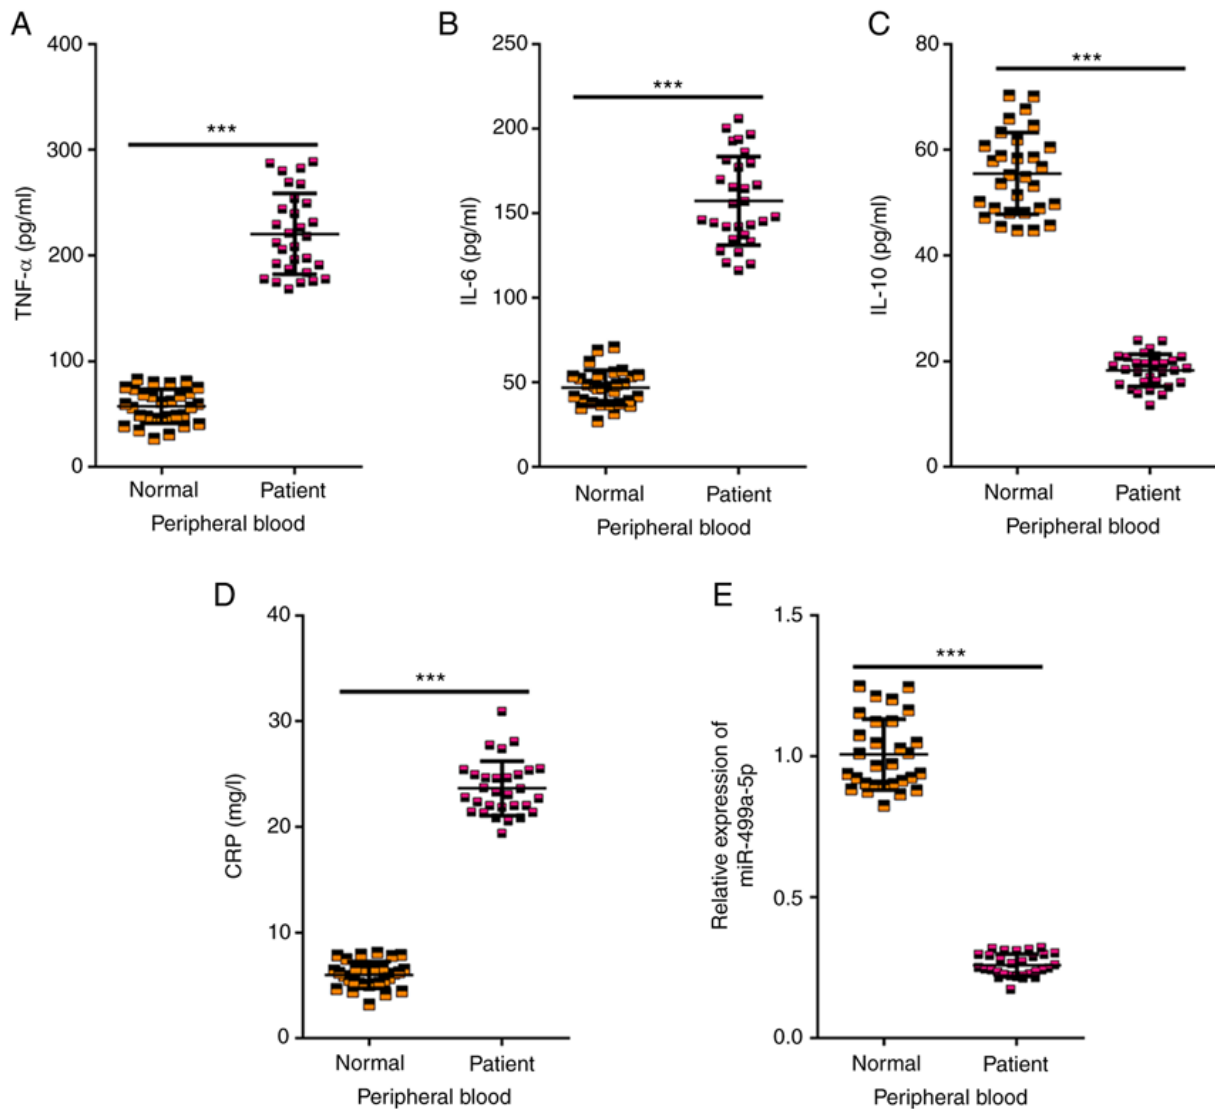 A
400
300
200
100
0
TNF-α (pg/ml)
***
Normal Patient
Peripheral blood
B
250
200
150
100
50
0
IL-6 (pg/ml)
***
Normal Patient
Peripheral blood
C
80
60
40
20
0
IL-10 (pg/ml)
***
Normal Patient
Peripheral blood
D
40
30
20
10
0
CRP (mg/l)
***
Normal Patient
Peripheral blood
E
1.5
1.0
0.5
0.0
Relative expression of
miR-499a-5p
***
Normal Patient
Peripheral blood